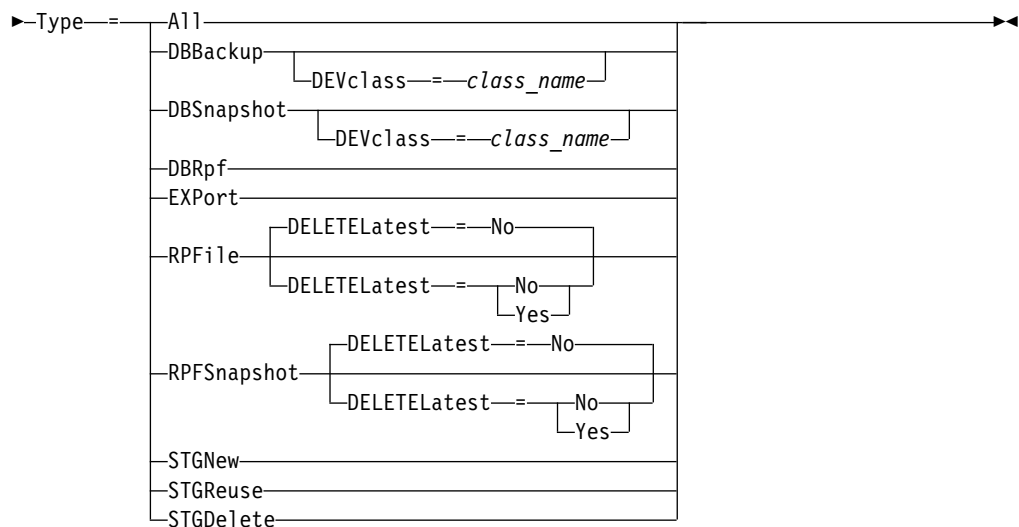 Type = All
DBBackup
DEVclass = class_name
DBSnapshot
DEVclass = class_name
DBRpf
EXPort
DELETELatest = No
RPFile
DELETELatest = No
Yes
DELETELatest = No
RPFSnapshot
DELETELatest = No
Yes
STGNew
STGReuse
STGDelete